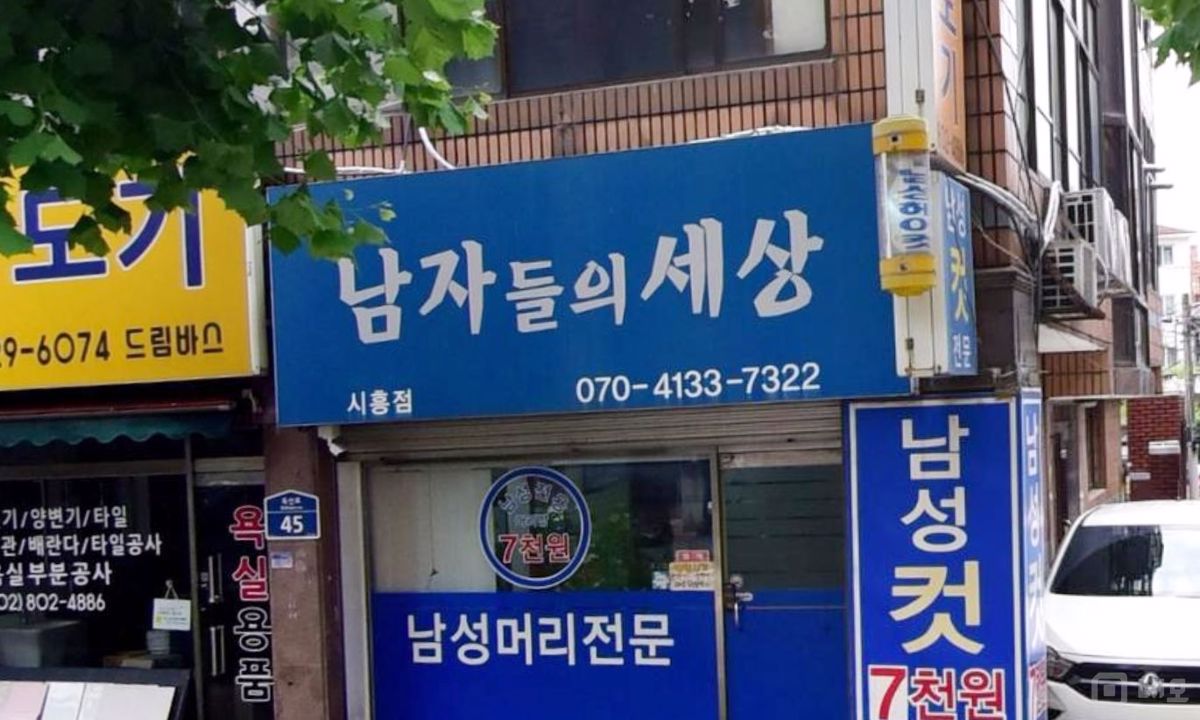 도기
29-6074 드림바스
기/양변기/타일
관/배란다/타일공사
욕실부분공사
02)802-4886
욕실용품
45
남자들의세상
시흥점
070-4133-7322
7천원
남성머리전문
남성
컷
전문
남성컷
7천원